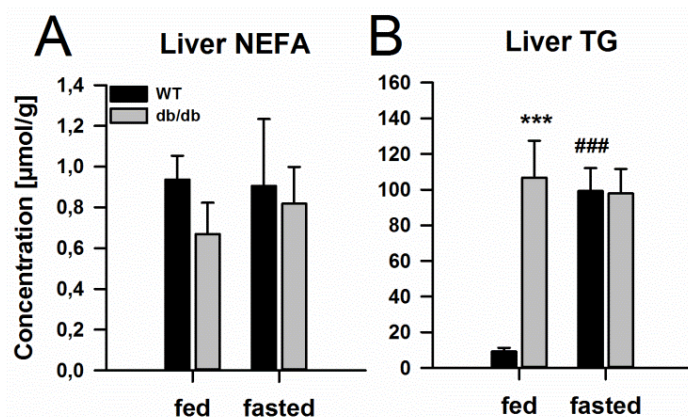 A Liver NEFA
B Liver TG
Concentration [µmol/g]
1,4
1,2
1,0
0,8
0,6
0,4
0,2
0,0
WT
db/db
fed fasted
160
140
120
100
80
60
40
20
0
***
###
fed fasted